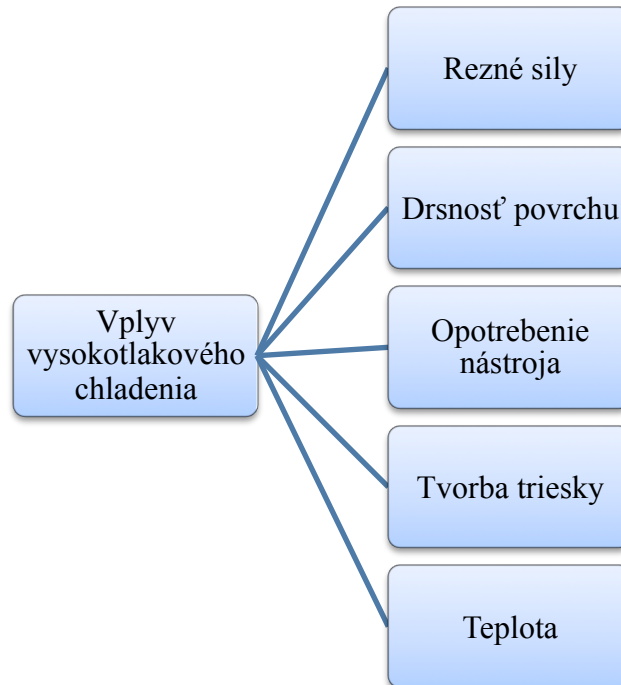 Rezné sily
Drsnosť povrchu
Vplyv
vysokotlakového
chladenia
Opotrebenie
nástroja
Tvorba triesky
Teplota